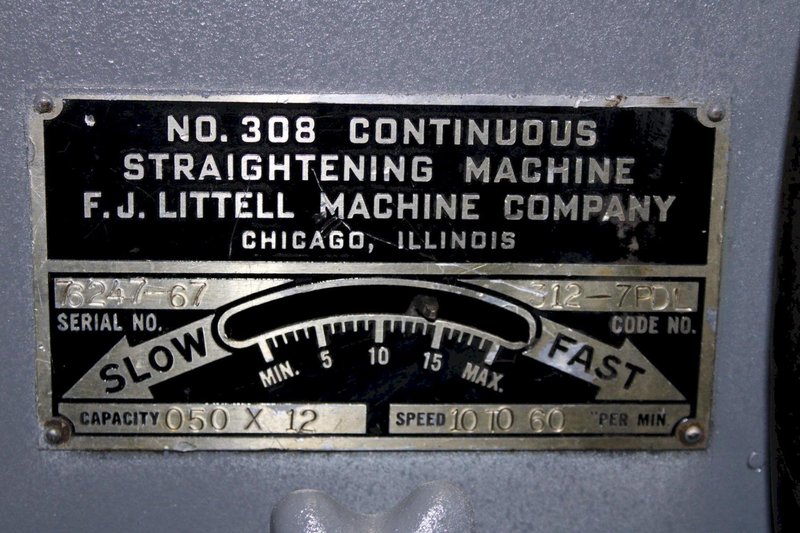 NO. 308 CONTINUOUS
STRAIGHTENING MACHINE
F. J. LITTELL MACHINE COMPANY
CHICAGO, ILLINOIS
76247-67 312-7PDL
SERIAL NO. CODE NO.
SLOW FAST
MIN. 5 10 15 MAX.
CAPACITY 050 X 12 SPEED 10 TO 60 "PER MIN.